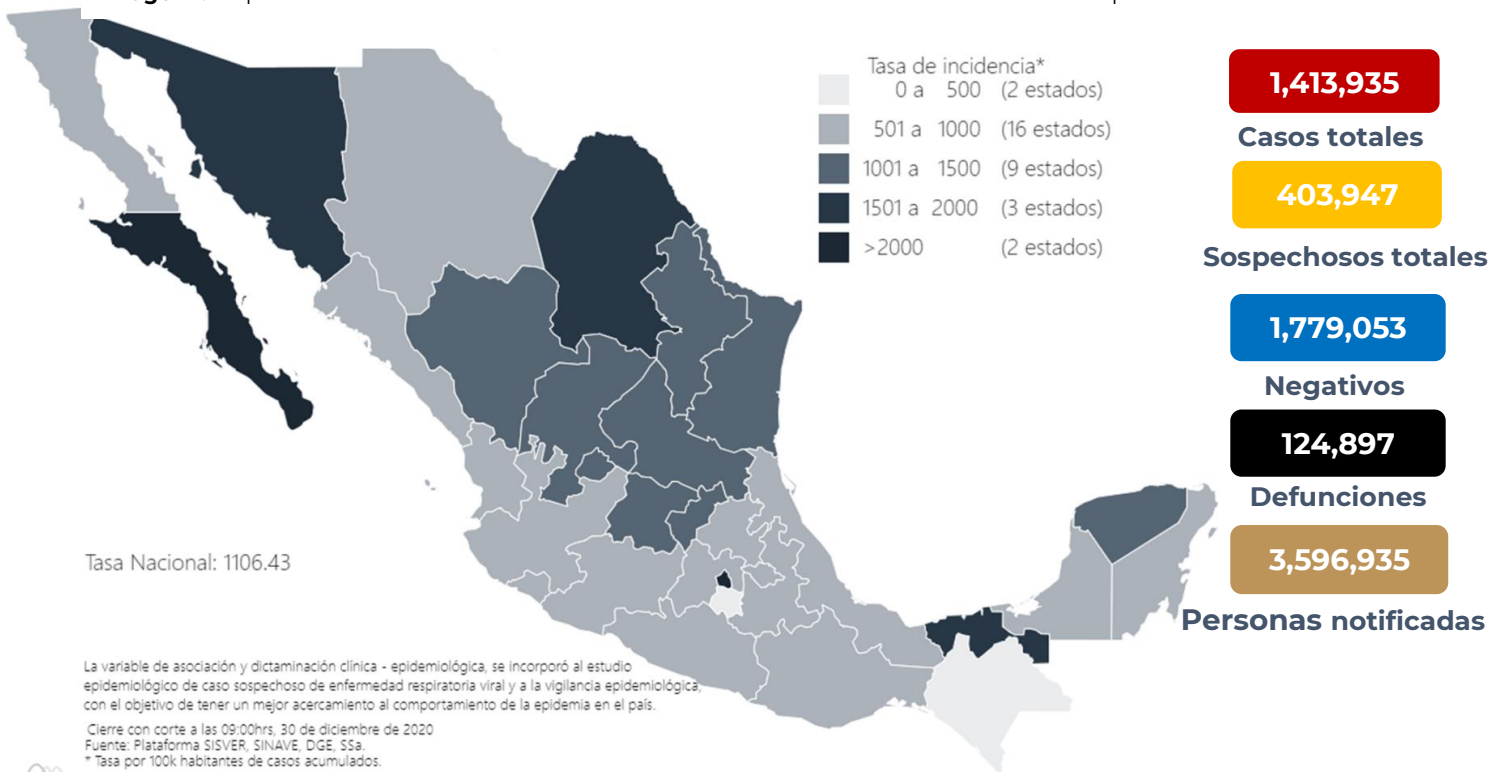 Tasa de incidencia*
0 a 500 (2 estados)
501 a 1000 (16 estados)
1001 a 1500 (9 estados)
1501 a 2000 (3 estados)
>2000 (2 estados)
1,413,935
Casos totales
403,947
Sospechosos totales
1,779,053
Negativos
124,897
Defunciones
3,596,935
Personas notificadas
Tasa Nacional: 1106.43
La variable de asociación y dictaminación clínica - epidemiológica, se incorporó al estudio
epidemiológico de caso sospechoso de enfermedad respiratoria viral y a la vigilancia epidemiológica,
con el objetivo de tener un mejor acercamiento al comportamiento de la epidemia en el país.
Cierre con corte a las 09:00hrs, 30 de diciembre de 2020
Fuente: Plataforma SISVER, SINAVE, DGE, SSa.
* Tasa por 100k habitantes de casos acumulados.